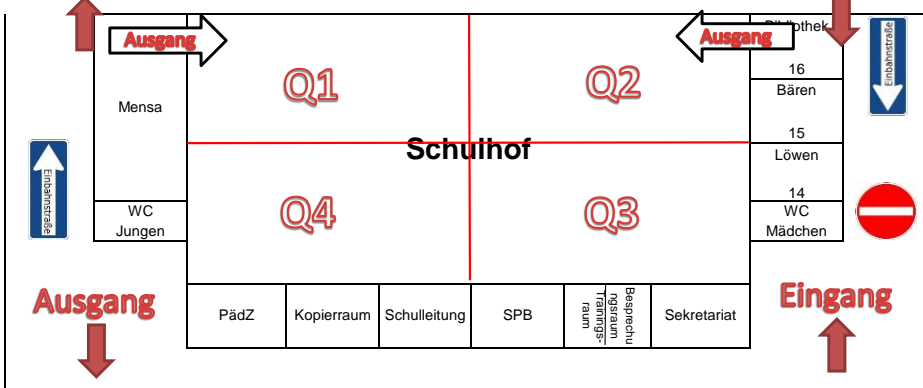 Ausgang
Ausgang
Bibliothek
Einbahnstraße
Q1
Q2
16
Bären
Mensa
15
Schulhof
Löwen
Einbahnstraße
14
WC
Jungen
Q4
Q3
WC
Mädchen
Ausgang
Eingang
PädZ
Kopierraum
Schulleitung
SPB
Besprechu
ngsraum
Trainings-
raum
Sekretariat